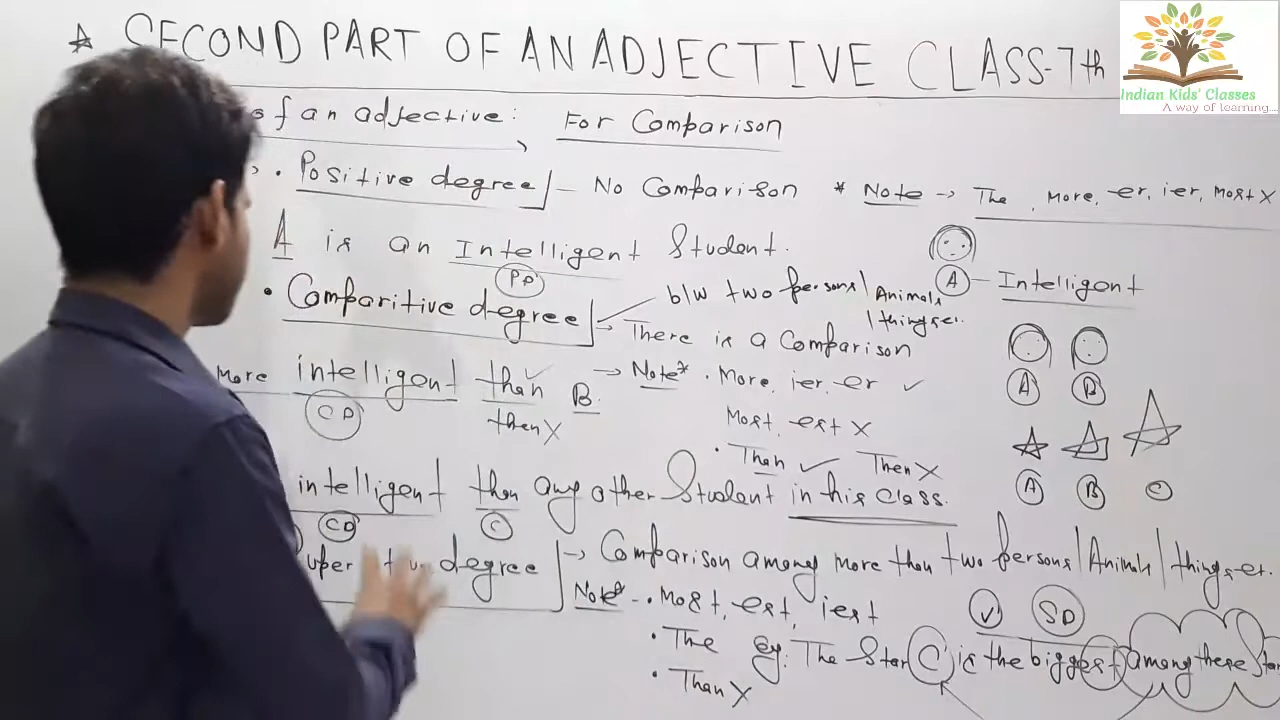 SECOND PART OF AN ADJECTIVE CLASS-7th
Indian Kids' Classes
A way of learning...
of an adjective: For Comparison
Positive degree — No Comparison * Note → The, More, er, ier, Most X
A is an Intelligent Student.
PD
A — Intelligent
Comparitive degree
b/w two persons/ Animals
/things etc.
There is a Comparison
A B
More intelligent than B
CD
then X
Note* • More, ier, er ✓
Most, est X
• Than ✓ Then X
A B C
intelligent than any other Student in his class.
CD C
degree → Comparison among more than two persons/Animals/things, etc.
Note* - • Most, est, iest ✓ SD
• The Eg: The Star C is the biggest among these
• Than X